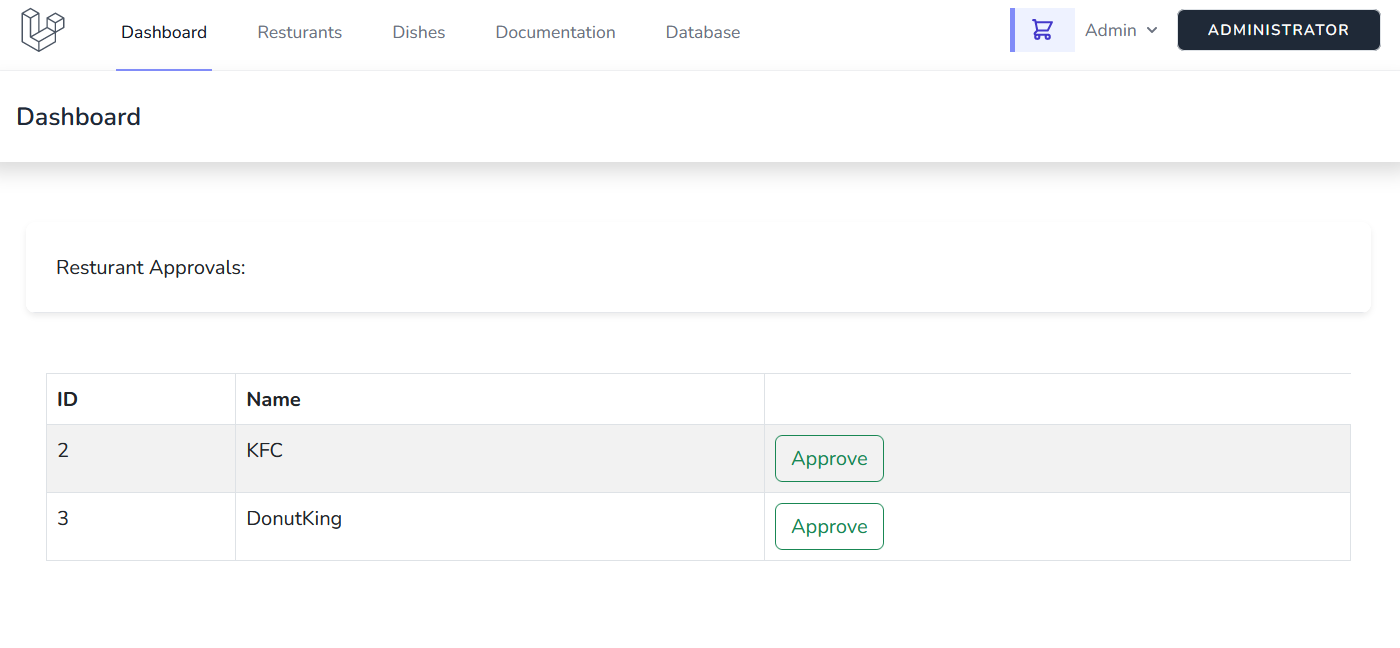 Dashboard Resturants Dishes Documentation Database Admin ADMINISTRATOR
Dashboard
Resturant Approvals:
ID Name
2 KFC Approve
3 DonutKing Approve